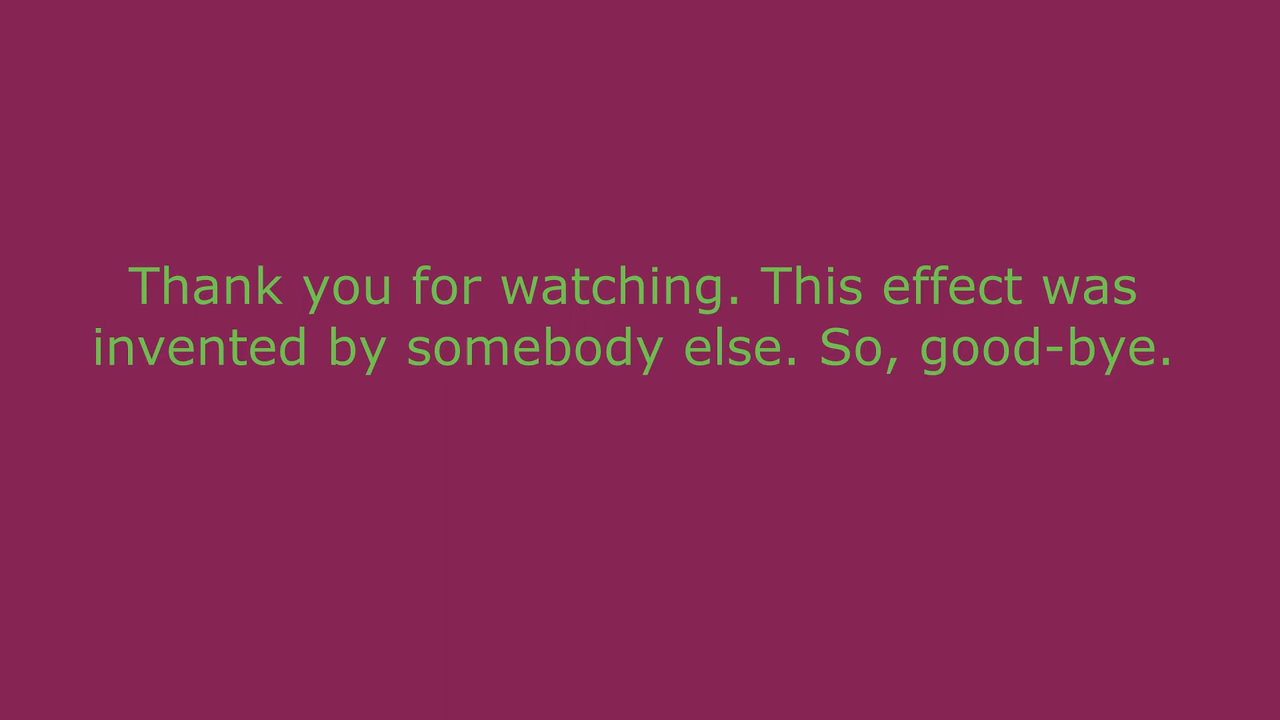 Thank you for watching. This effect was
invented by somebody else. So, good-bye.